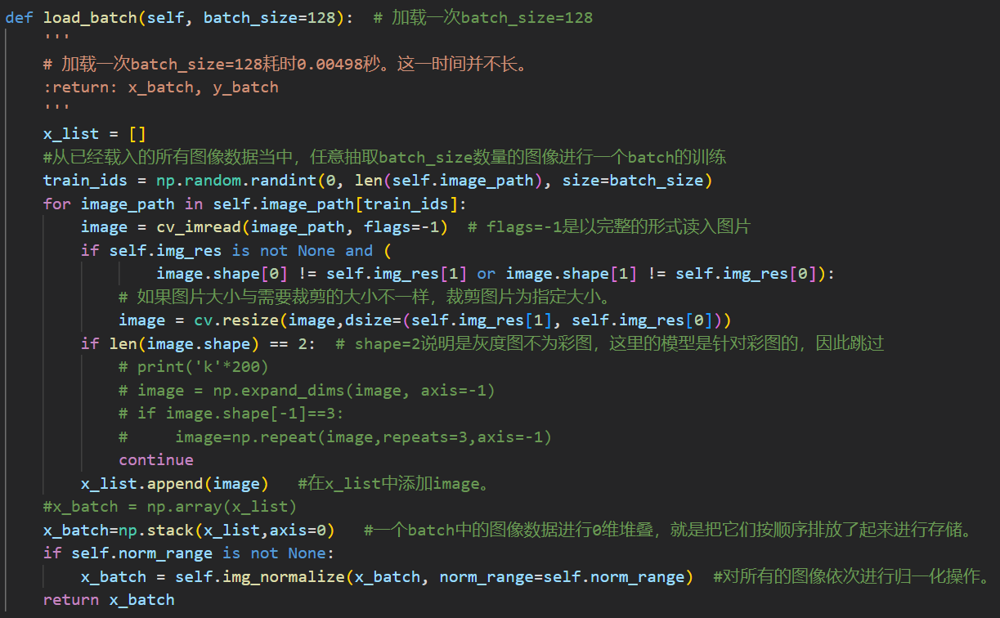 def load_batch(self, batch_size=128):  # 加载一次batch_size=128
    '''
    # 加载一次batch_size=128耗时0.00498秒。这一时间并不长。
    :return: x_batch, y_batch
    '''
    x_list = []
    #从已经载入的所有图像数据当中，任意抽取batch_size数量的图像进行一个batch的训练
    train_ids = np.random.randint(0, len(self.image_path), size=batch_size)
    for image_path in self.image_path[train_ids]:
        image = cv_imread(image_path, flags=-1)  # flags=-1是以完整的形式读入图片
        if self.img_res is not None and (
                image.shape[0] != self.img_res[1] or image.shape[1] != self.img_res[0]):
            # 如果图片大小与需要裁剪的大小不一样，裁剪图片为指定大小。
            image = cv.resize(image,dsize=(self.img_res[1], self.img_res[0]))
        if len(image.shape) == 2:  # shape=2说明是灰度图不为彩图，这里的模型是针对彩图的，因此跳过
            # print('k'*200)
            # image = np.expand_dims(image, axis=-1)
            # if image.shape[-1]==3:
            #     image=np.repeat(image,repeats=3,axis=-1)
            continue
        x_list.append(image)   #在x_list中添加image。
    #x_batch = np.array(x_list)
    x_batch=np.stack(x_list,axis=0)   #一个batch中的图像数据进行0维堆叠，就是把它们按顺序排放了起来进行存储。
    if self.norm_range is not None:
        x_batch = self.img_normalize(x_batch, norm_range=self.norm_range)  #对所有的图像依次进行归一化操作。
    return x_batch